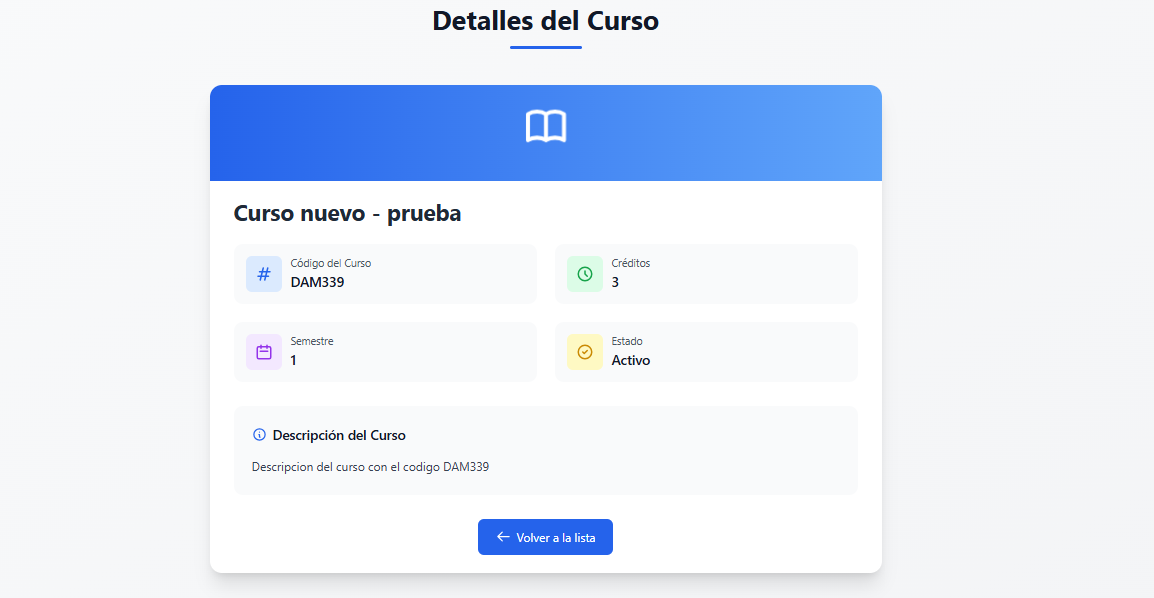 Detalles del Curso
Curso nuevo - prueba
Código del Curso
DAM339
Créditos
3
Semestre
1
Estado
Activo
Descripción del Curso
Descripcion del curso con el codigo DAM339
Volver a la lista